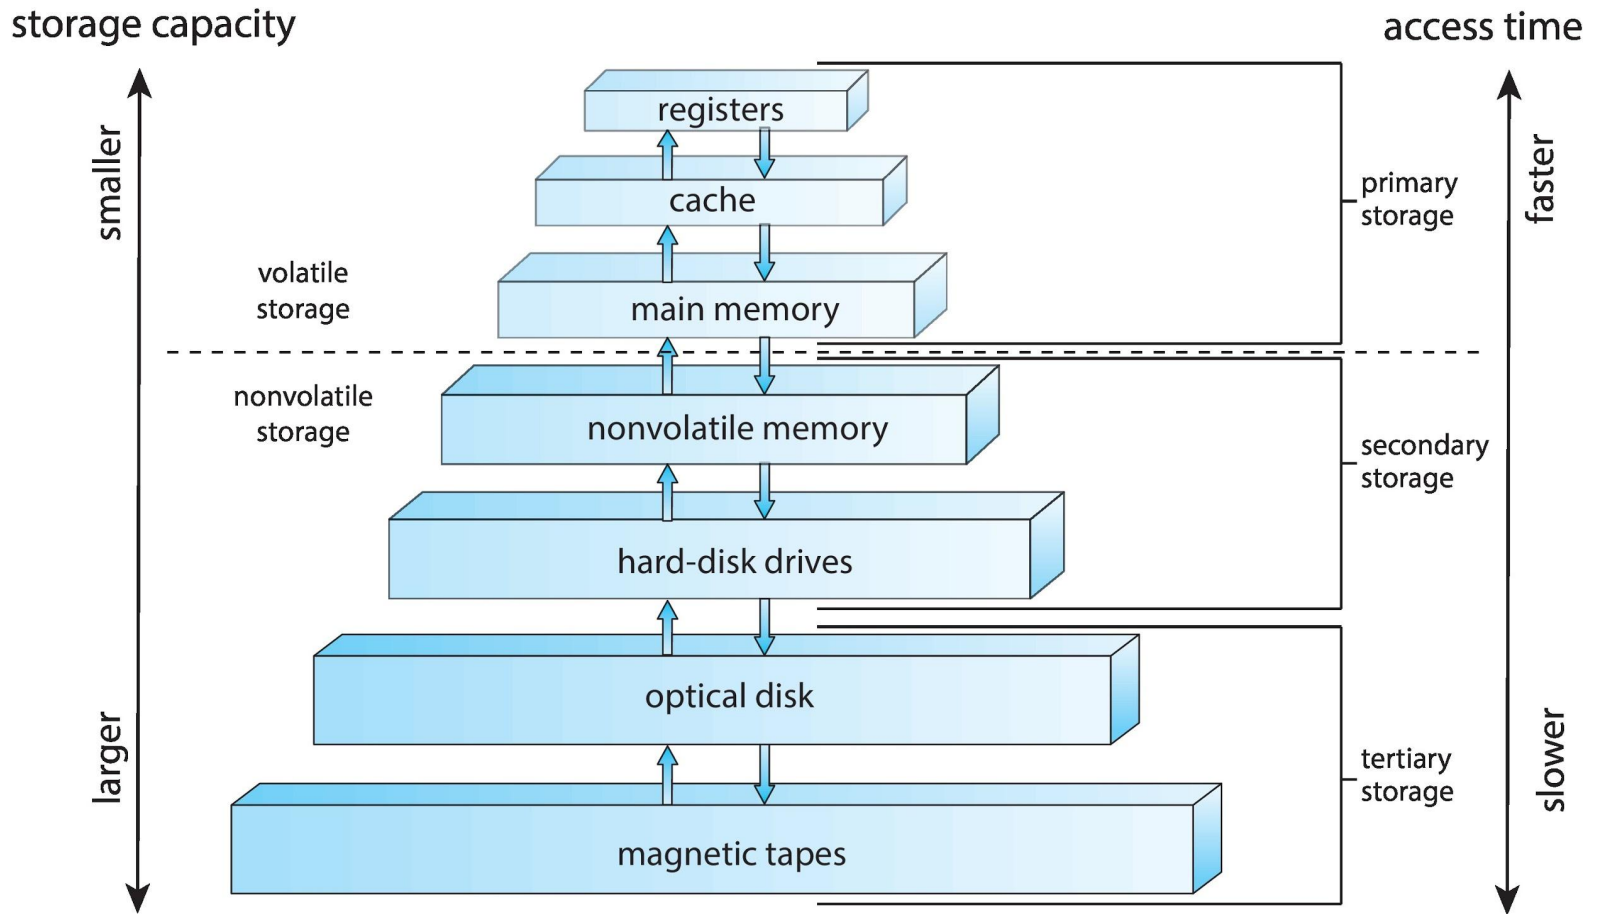 storage capacity
access time
smaller
larger
registers
cache
main memory
volatile
storage
nonvolatile
storage
nonvolatile memory
hard-disk drives
optical disk
magnetic tapes
primary
storage
secondary
storage
tertiary
storage
faster
slower